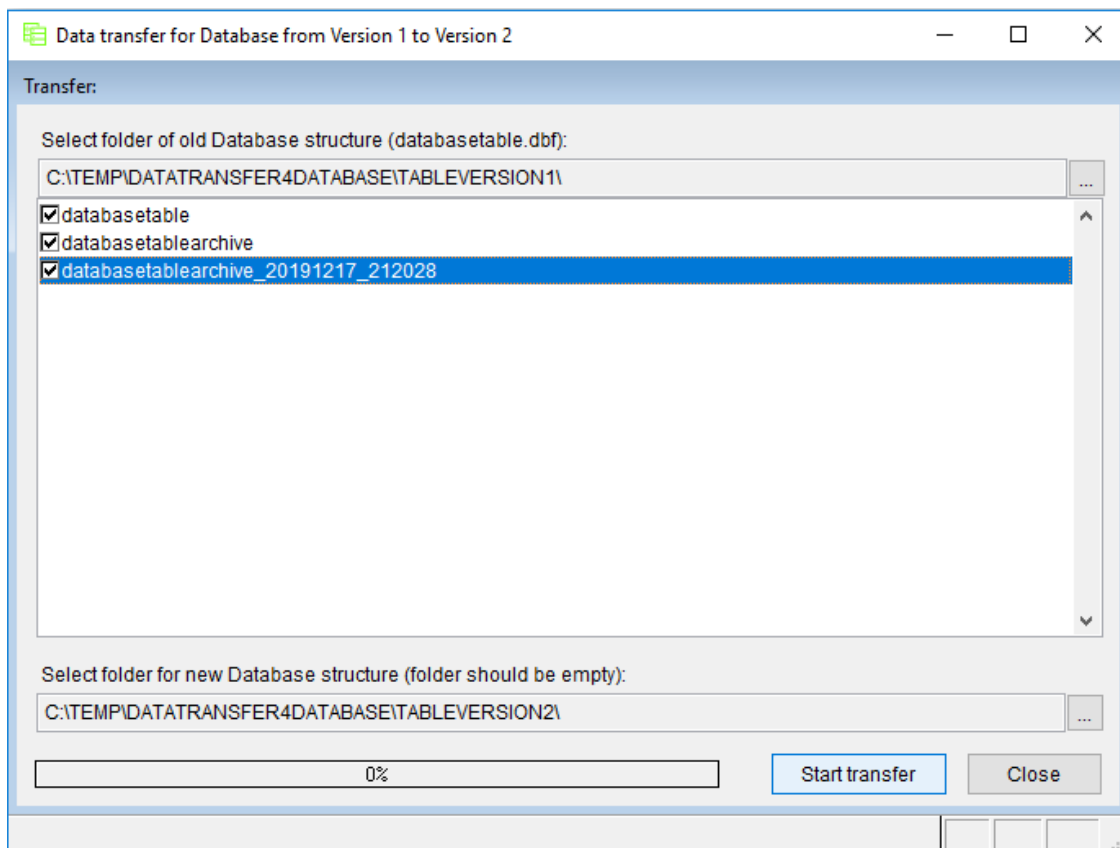 Data transfer for Database from Version 1 to Version 2
Transfer:
Select folder of old Database structure (databasetable.dbf):
C:\TEMP\DATATRANSFER4DATABASE\TABLEVERSION1\
...
databasetable
databasetablearchive
databasetablearchive_20191217_212028
Select folder for new Database structure (folder should be empty):
C:\TEMP\DATATRANSFER4DATABASE\TABLEVERSION2\
...
0%
Start transfer
Close